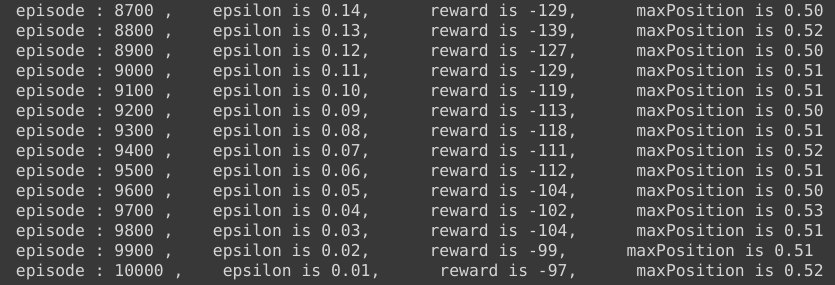 episode : 8700 ,    epsilon is 0.14,      reward is -129,      maxPosition is 0.50
episode : 8800 ,    epsilon is 0.13,      reward is -139,      maxPosition is 0.52
episode : 8900 ,    epsilon is 0.12,      reward is -127,      maxPosition is 0.50
episode : 9000 ,    epsilon is 0.11,      reward is -129,      maxPosition is 0.51
episode : 9100 ,    epsilon is 0.10,      reward is -119,      maxPosition is 0.51
episode : 9200 ,    epsilon is 0.09,      reward is -113,      maxPosition is 0.50
episode : 9300 ,    epsilon is 0.08,      reward is -118,      maxPosition is 0.51
episode : 9400 ,    epsilon is 0.07,      reward is -111,      maxPosition is 0.52
episode : 9500 ,    epsilon is 0.06,      reward is -112,      maxPosition is 0.51
episode : 9600 ,    epsilon is 0.05,      reward is -104,      maxPosition is 0.50
episode : 9700 ,    epsilon is 0.04,      reward is -102,      maxPosition is 0.53
episode : 9800 ,    epsilon is 0.03,      reward is -104,      maxPosition is 0.51
episode : 9900 ,    epsilon is 0.02,      reward is -99,      maxPosition is 0.51
episode : 10000 ,    epsilon is 0.01,      reward is -97,      maxPosition is 0.52